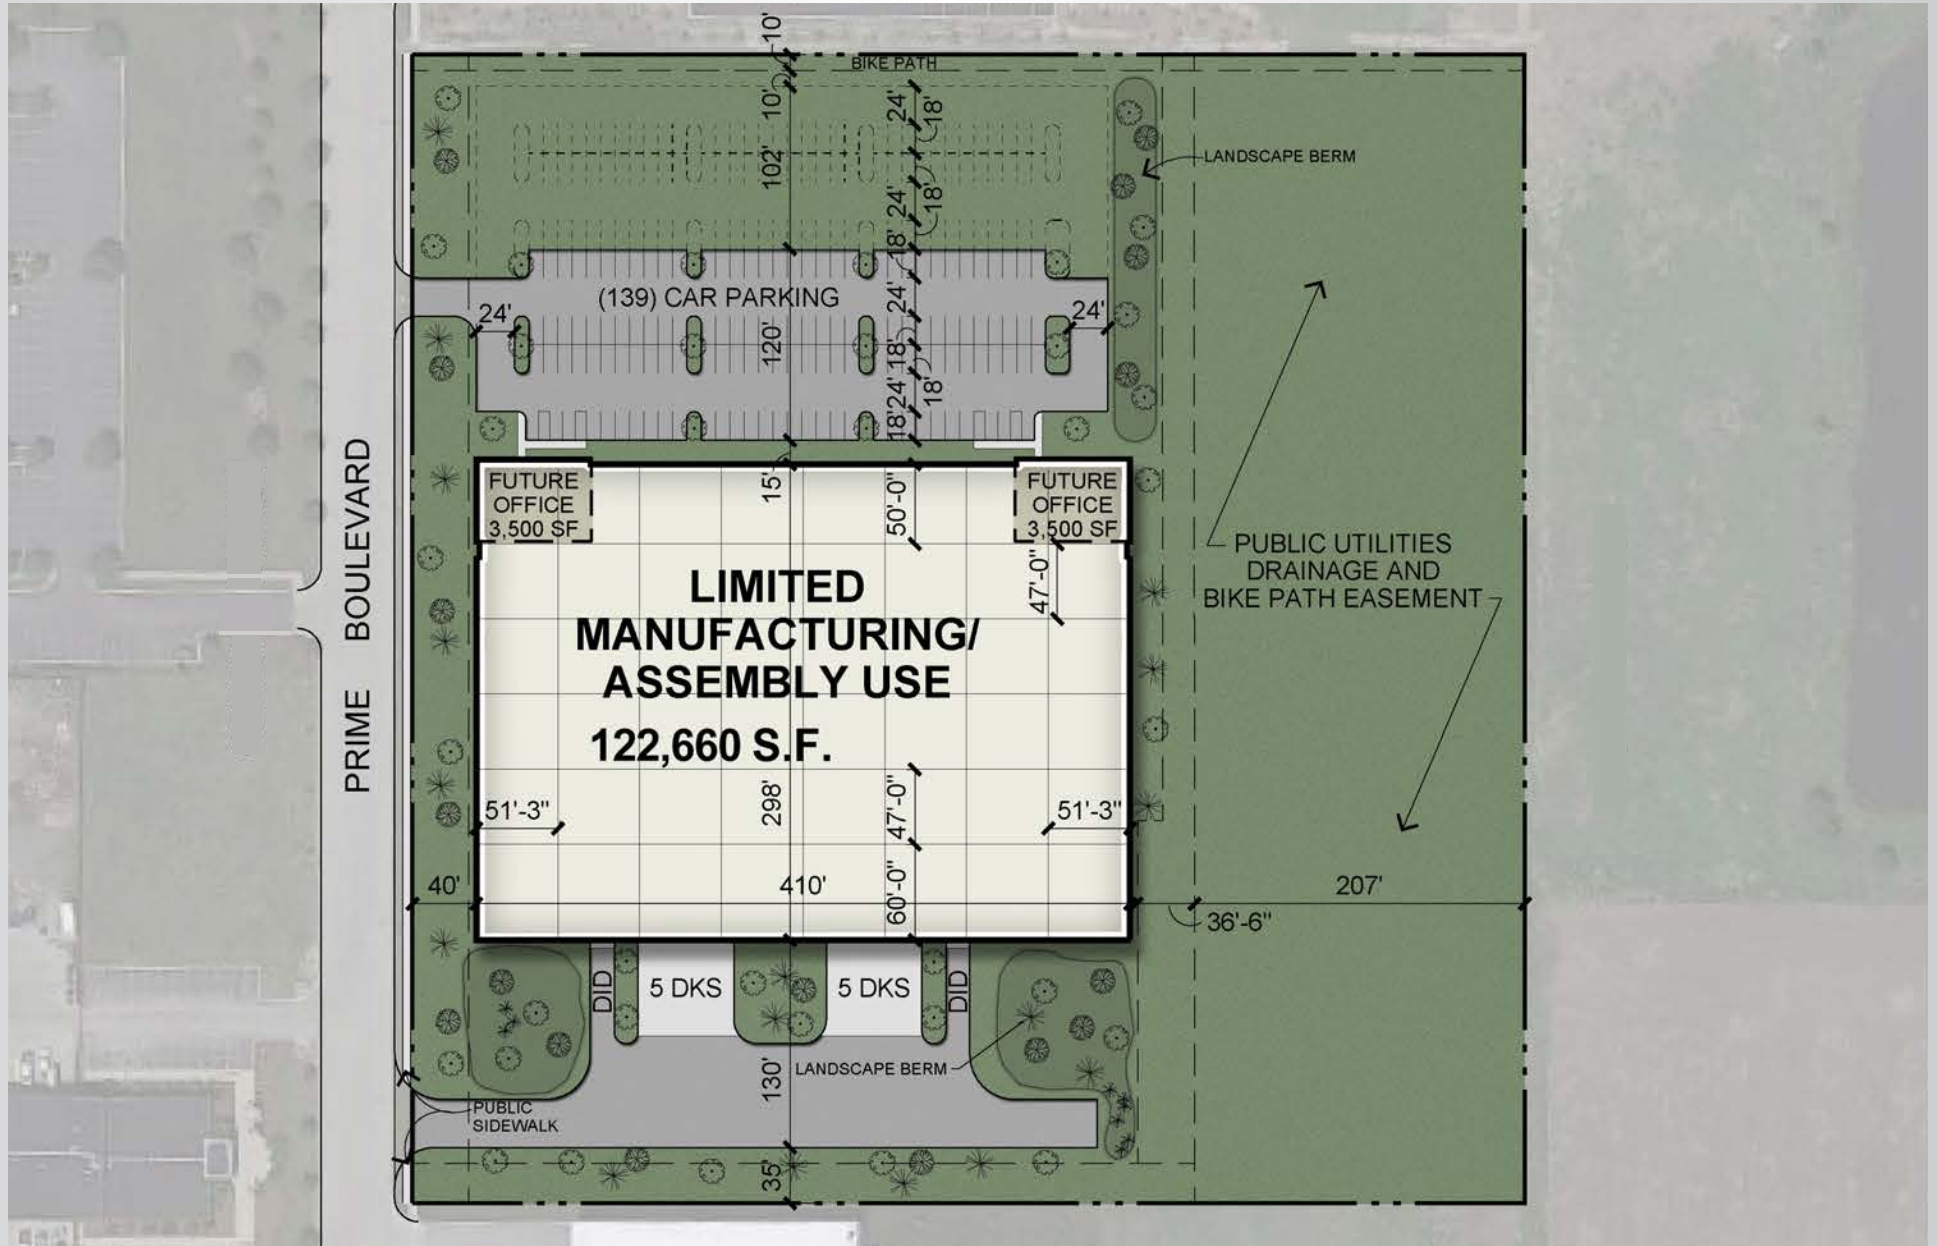 10'
BIKE PATH
10'
24'
18'
102'
LANDSCAPE BERM
24'
18'
18'
(139) CAR PARKING
24'
24'
24'
120'
18'
18'
24'
18'
PRIME BOULEVARD
FUTURE
OFFICE
3,500 SF
15'
50'-0"
FUTURE
OFFICE
3,500 SF
47'-0"
PUBLIC UTILITIES
DRAINAGE AND
BIKE PATH EASEMENT
LIMITED
MANUFACTURING/
ASSEMBLY USE
122,660 S.F.
51'-3"
298'
47'-0"
51'-3"
40'
410'
60'-0"
207'
36'-6"
DID
5 DKS
5 DKS
DID
LANDSCAPE BERM
130'
PUBLIC
SIDEWALK
35'